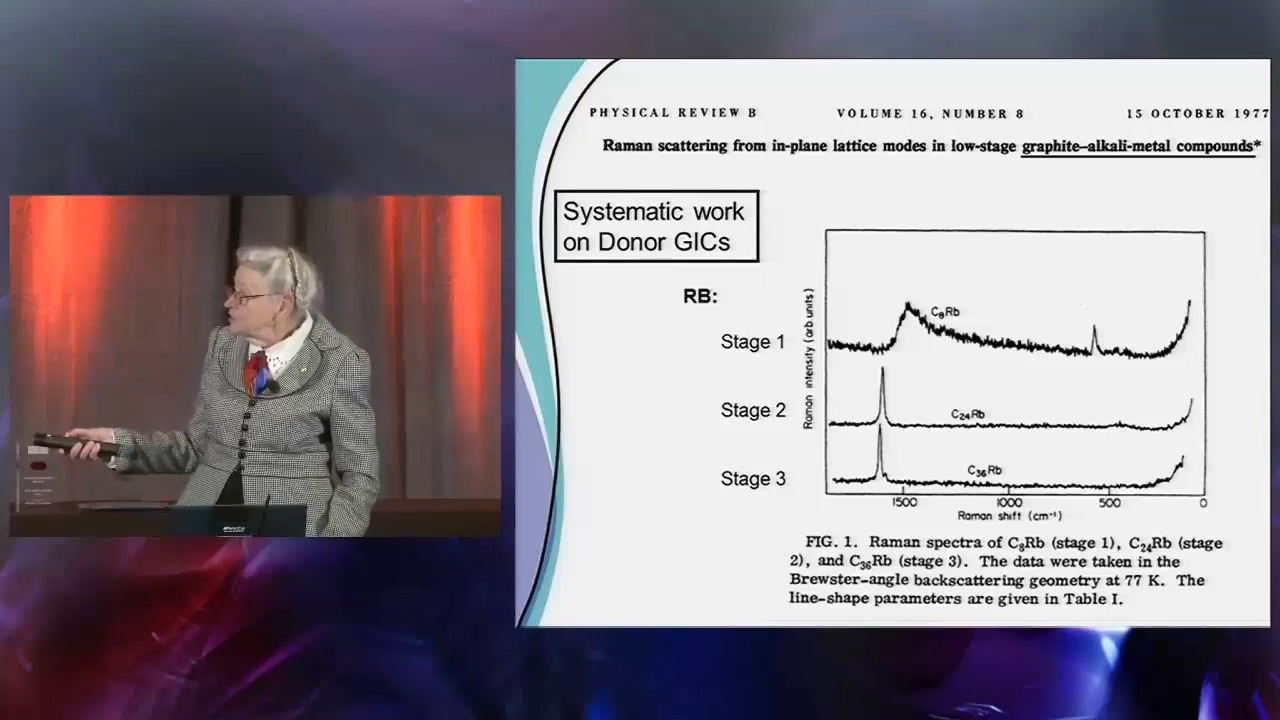 PHYSICAL REVIEW B VOLUME 16, NUMBER 8 15 OCTOBER 1977
Raman scattering from in-plane lattice modes in low-stage graphite–alkali-metal compounds*
Systematic work
on Donor GICs
RB:
Stage 1
Stage 2
Stage 3
Raman intensity (arb units)
C8Rb
C24Rb
C36Rb
1500 1000 500 0
Raman shift (cm⁻¹)
FIG. 1. Raman spectra of C8Rb (stage 1), C24Rb (stage
2), and C36Rb (stage 3). The data were taken in the
Brewster-angle backscattering geometry at 77 K. The
line-shape parameters are given in Table I.